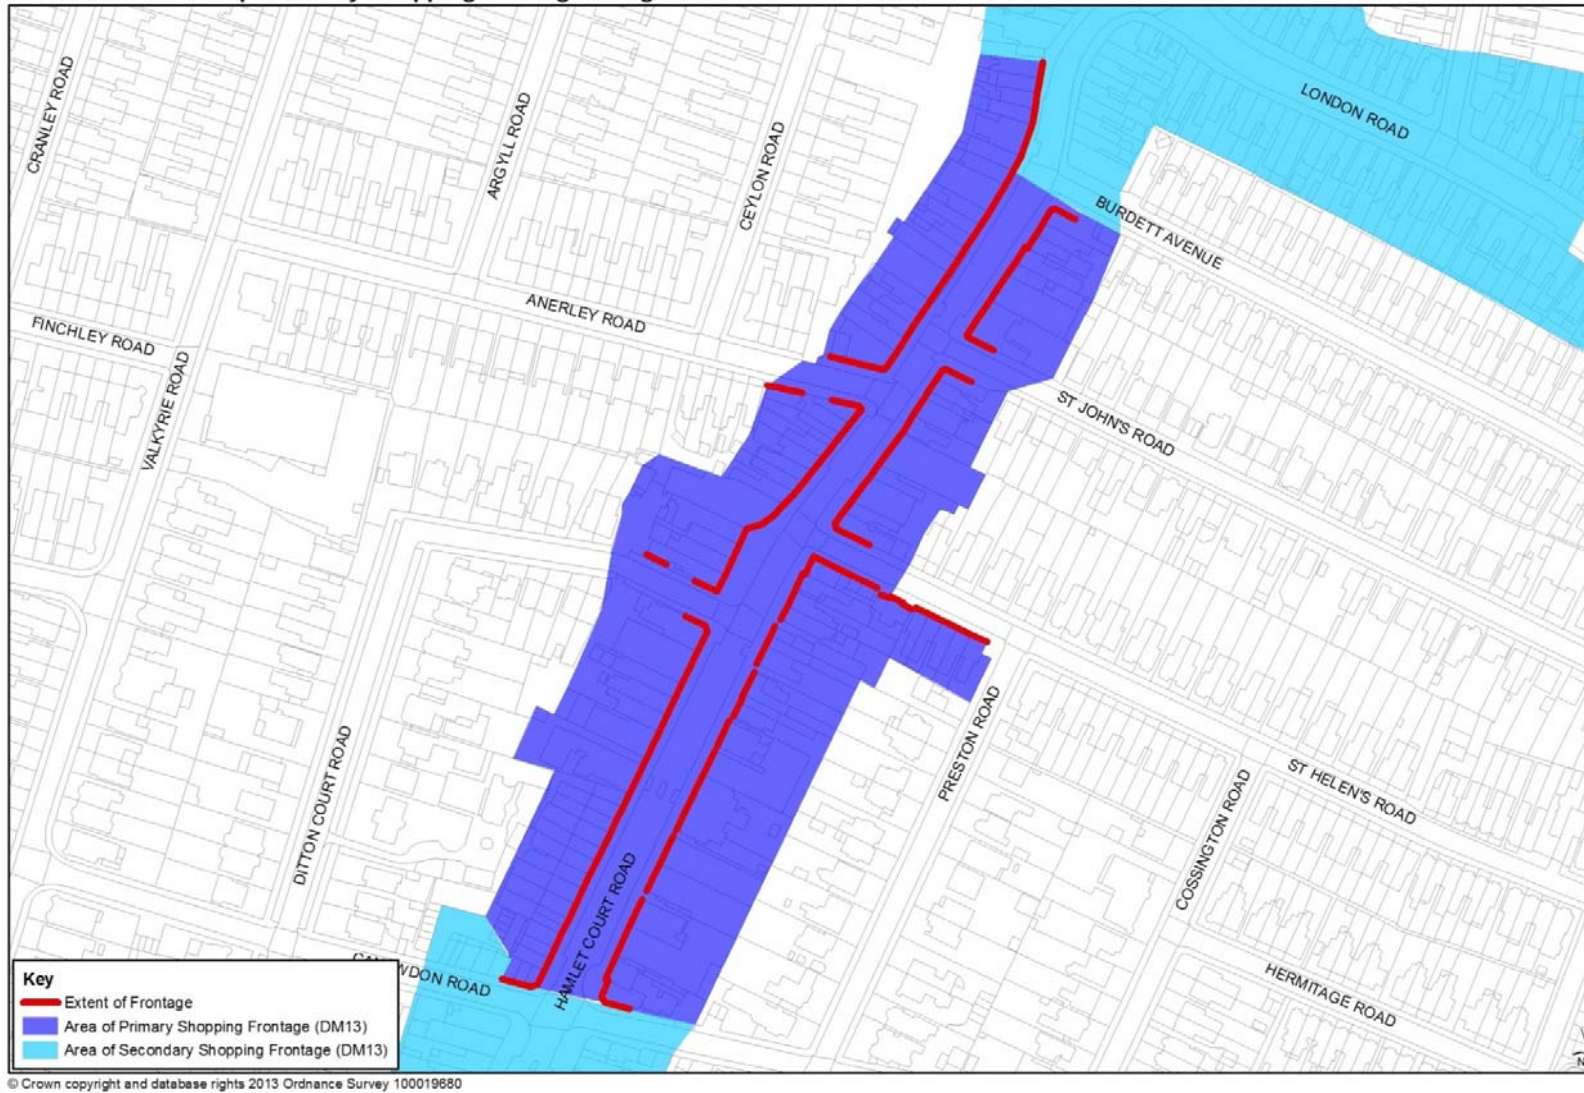 CRANLEY ROAD
ARGYLL ROAD
CEYLON ROAD
LONDON ROAD
BURDETT AVENUE
ANERLEY ROAD
FINCHLEY ROAD
VALKYRIE ROAD
ST JOHN'S ROAD
DITTON COURT ROAD
PRESTON ROAD
ST HELEN'S ROAD
COSSINGTON ROAD
HAMLET COURT ROAD
HERMITAGE ROAD
ROAD
Key
Extent of Frontage
Area of Primary Shopping Frontage (DM13)
Area of Secondary Shopping Frontage (DM13)
© Crown copyright and database rights 2013 Ordnance Survey 100019680